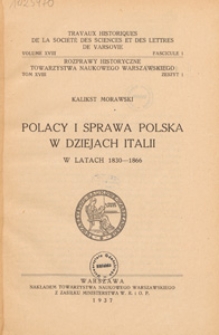 TRAVAUX HISTORIQUES
DE LA SOCIÉTÉ DES SCIENCES ET DES LETTRES
DE VARSOVIE
VOLUME XVIII FASCICULE 1
ROZPRAWY HISTORYCZNE
TOWARZYSTWA NAUKOWEGO WARSZAWSKIEGO
TOM XVIII ZESZYT 1
KALIKST MORAWSKI
POLACY I SPRAWA POLSKA
W DZIEJACH ITALII
W LATACH 1830—1866
WARSZAWA
NAKŁADEM TOWARZYSTWA NAUKOWEGO WARSZAWSKIEGO
Z ZASIŁKU MINISTERSTWA W. R. i O. P.
1937